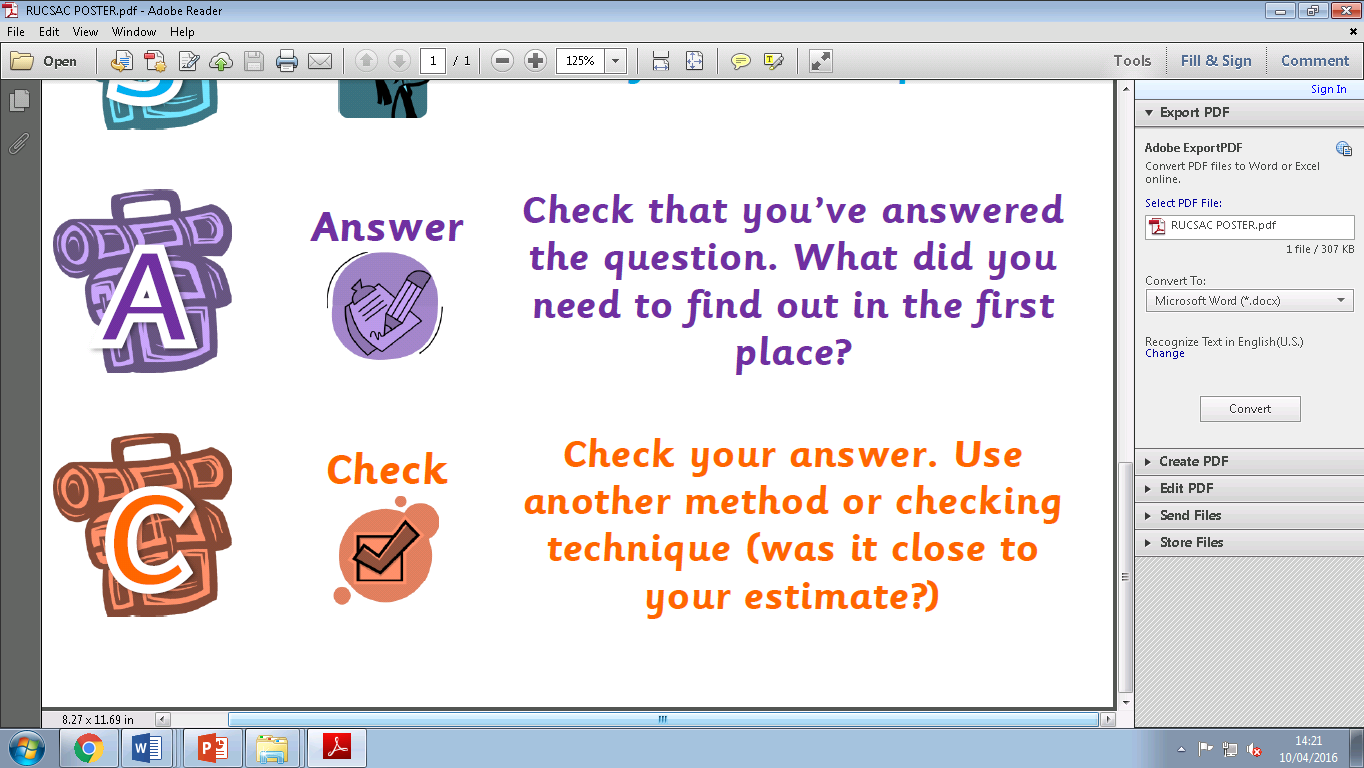 RUCSAC POSTER.pdf - Adobe Reader
File Edit View Window Help
Open 1 / 1 125% Tools Fill & Sign Comment
Sign In
S
A
Answer
Check that you've answered
the question. What did you
need to find out in the first
place?
C
Check
Check your answer. Use
another method or checking
technique (was it close to
your estimate?)
Export PDF
Adobe ExportPDF
Convert PDF files to Word or Excel
online.
Select PDF File:
RUCSAC POSTER.pdf
1 file / 307 KB
Convert To:
Microsoft Word (*.docx)
Recognize Text in English(U.S.)
Change
Convert
Create PDF
Edit PDF
Send Files
Store Files
8.27 x 11.69 in
14:21
10/04/2016